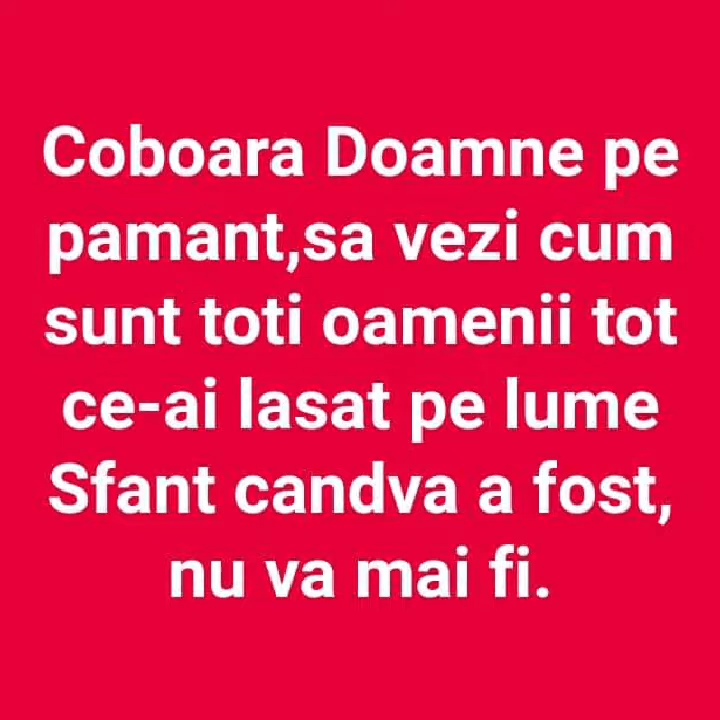 Coboara Doamne pe
pamant,sa vezi cum
sunt toti oamenii tot
ce-ai lasat pe lume
Sfant candva a fost,
nu va mai fi.